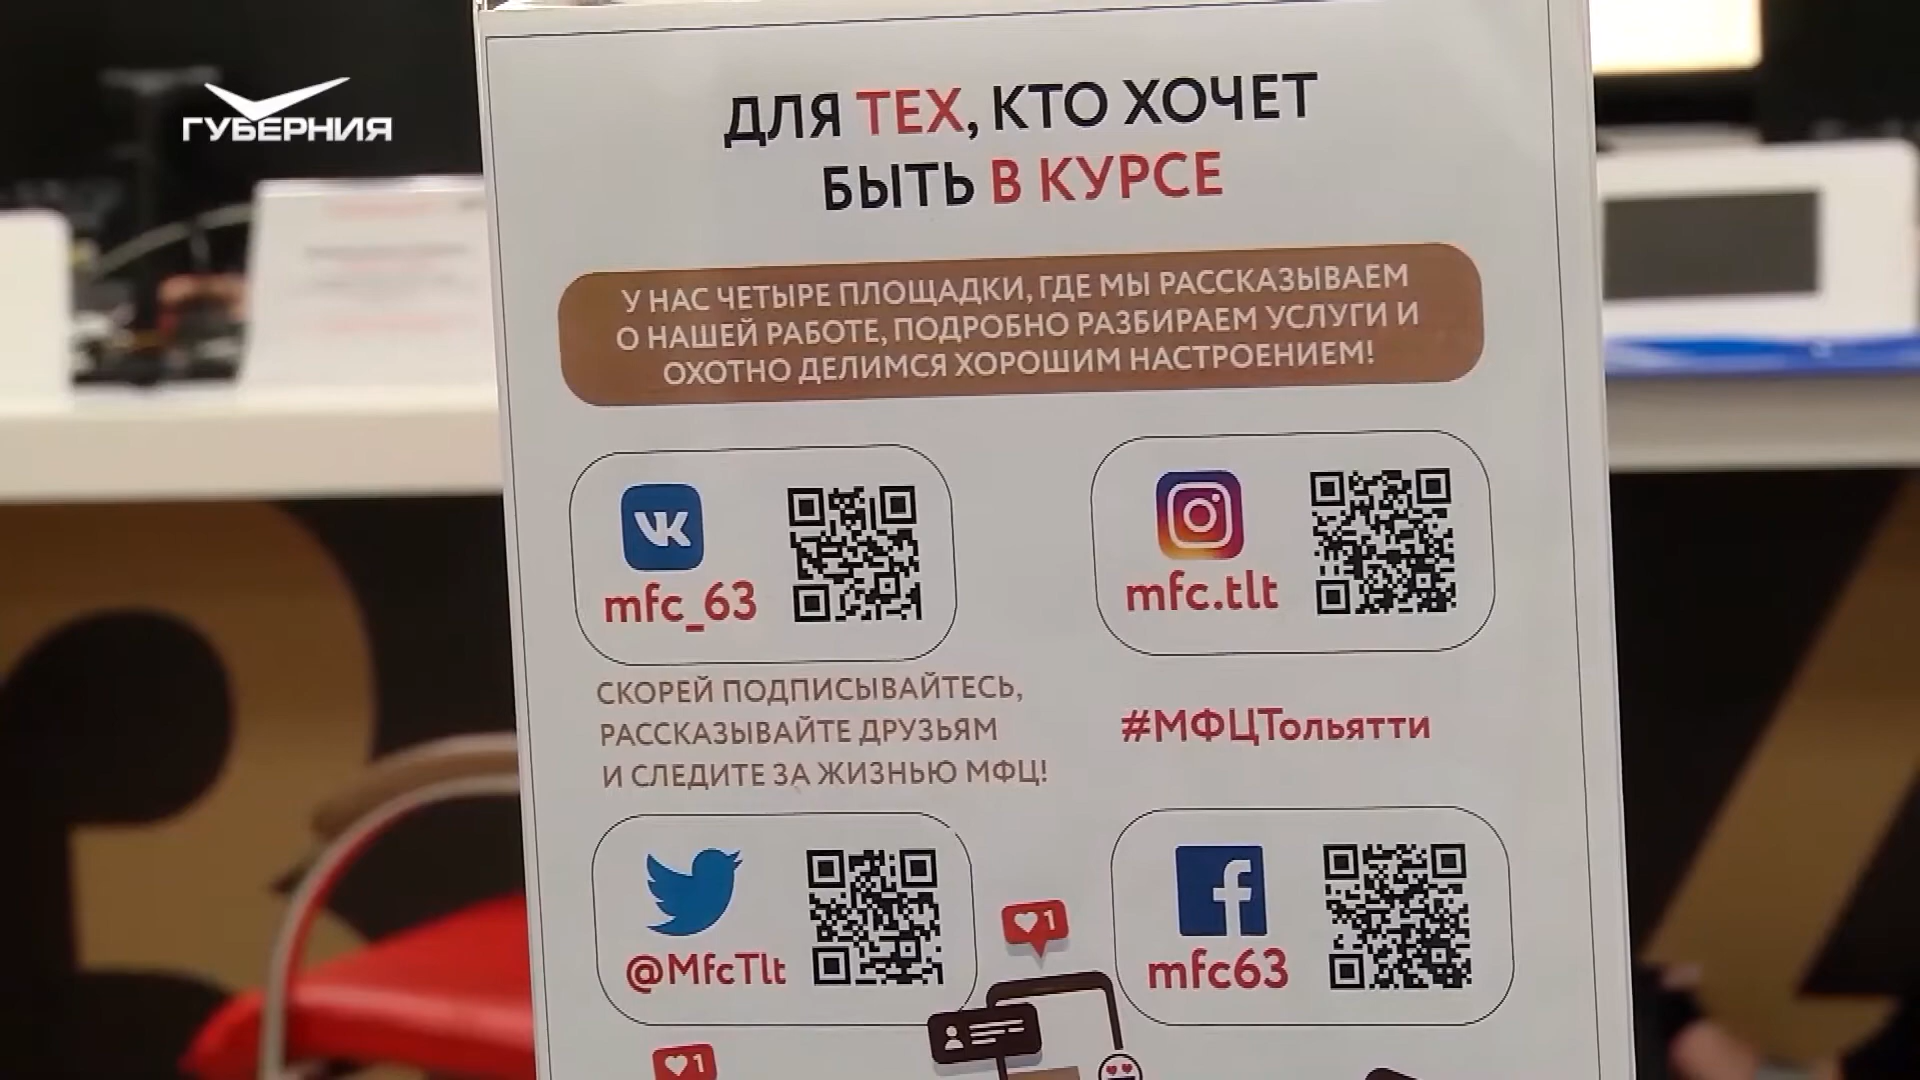 ГУБЕРНИЯ
ДЛЯ ТЕХ, КТО ХОЧЕТ
БЫТЬ В КУРСЕ
У НАС ЧЕТЫРЕ ПЛОЩАДКИ, ГДЕ МЫ РАССКАЗЫВАЕМ
О НАШЕЙ РАБОТЕ, ПОДРОБНО РАЗБИРАЕМ УСЛУГИ И
ОХОТНО ДЕЛИМСЯ ХОРОШИМ НАСТРОЕНИЕМ!
mfc_63
mfc.tlt
СКОРЕЙ ПОДПИСЫВАЙТЕСЬ,
РАССКАЗЫВАЙТЕ ДРУЗЬЯМ
И СЛЕДИТЕ ЗА ЖИЗНЬЮ МФЦ!
#МФЦТольятти
@MfcTlt
mfc63
1
1